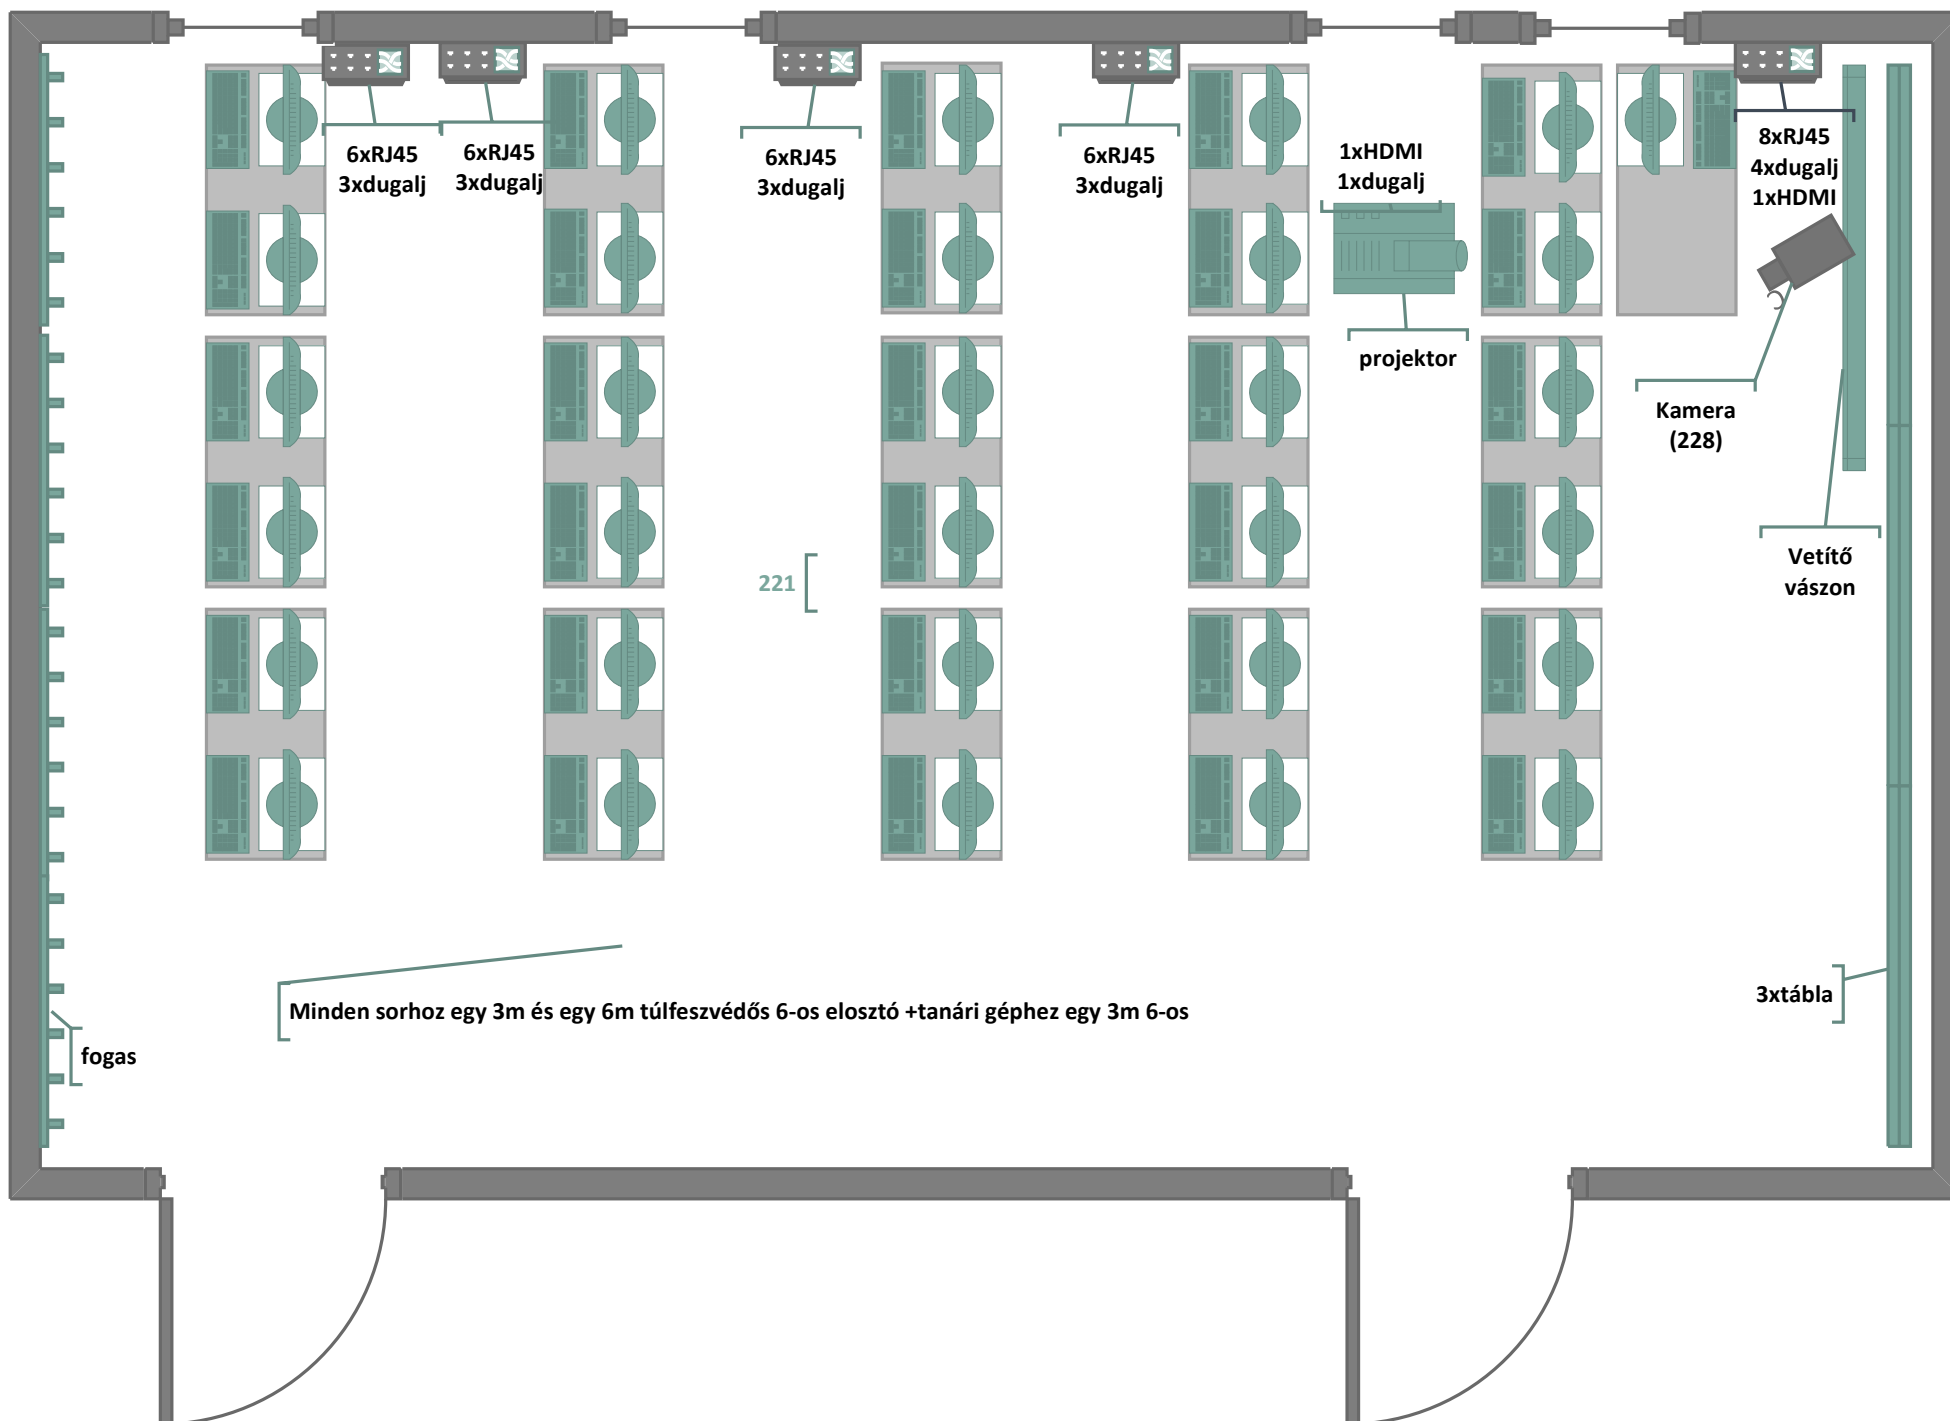 6xRJ45
3xdugalj
6xRJ45
3xdugalj
6xRJ45
3xdugalj
6xRJ45
3xdugalj
1xHDMI
1xdugalj
8xRJ45
4xdugalj
1xHDMI
projektor
Kamera
(228)
Vetítő
vászon
221
3xtábla
Minden sorhoz egy 3m és egy 6m túlfeszvédős 6-os elosztó +tanári géphez egy 3m 6-os
fogas